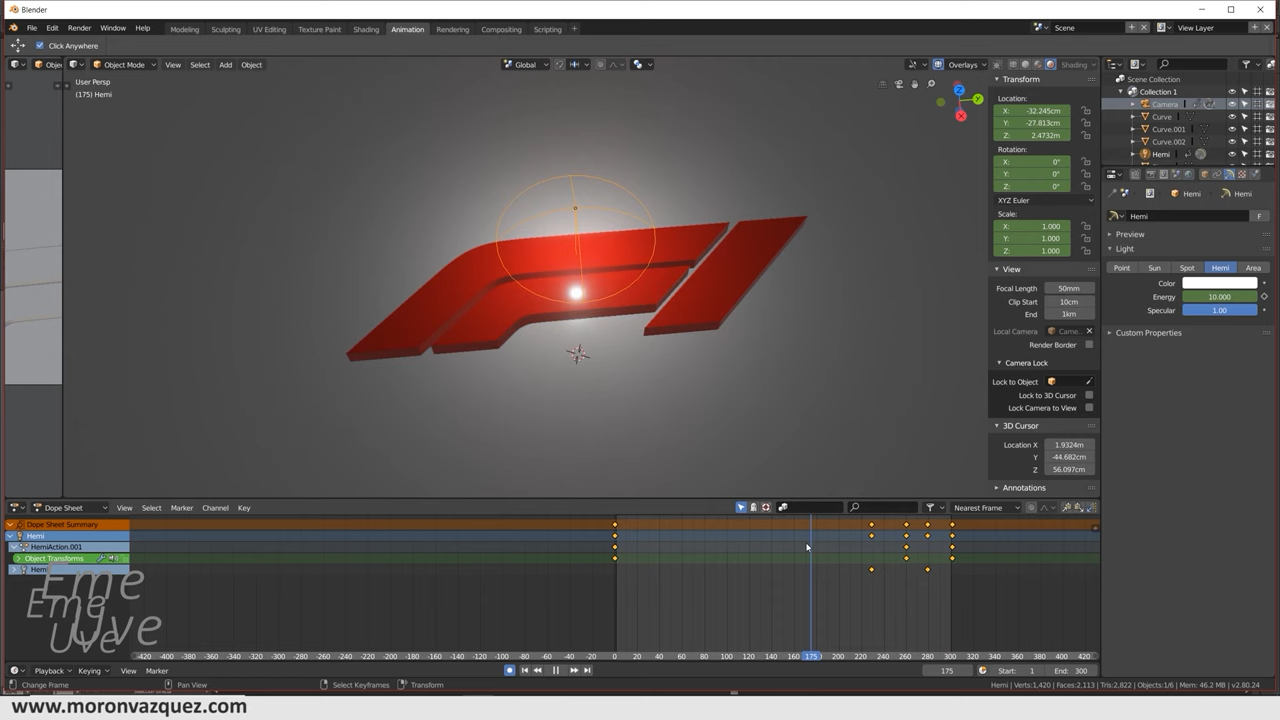 Blender
File Edit Render Window Help
Modeling Sculpting UV Editing Texture Paint Shading Animation Rendering Compositing Scripting +
Scene View Layer
Click Anywhere
Objec Object Mode View Select Add Object Global Overlays Shading
User Persp
(175) Hemi
Z
Y
X
Transform
Location:
X: -32.245cm
Y: -27.813cm
Z: 2.4732m
Rotation:
X: 0°
Y: 0°
Z: 0°
XYZ Euler
Scale:
X: 1.000
Y: 1.000
Z: 1.000
View
Focal Length 50mm
Clip Start 10cm
End 1km
Local Camera Came..
Render Border
Camera Lock
Lock to Object
Lock to 3D Cursor
Lock Camera to View
3D Cursor
Location X 1.9324m
Y -44.682cm
Z 56.097cm
Annotations
Scene Collection
Collection 1
Camera
Curve
Curve.001
Curve.002
Hemi
Hemi Hemi
Hemi F
Preview
Light
Point Sun Spot Hemi Area
Color
Energy 10.000
Specular 1.00
Custom Properties
Dope Sheet View Select Marker Channel Key Nearest Frame
Dope Sheet Summary
Hemi
HemiAction.001
Object Transforms
Hemi
Eme
Eme
Uve
Uve
-420 -400 -380 -360 -340 -320 -300 -280 -260 -240 -220 -200 -180 -160 -140 -120 -100 -80 -60 -40 -20 0 20 40 60 80 100 120 140 160 175 200 220 240 260 280 300 320 340 360 380 400 420
Playback Keying View Marker 175 Start: 1 End: 300
Change Frame Pan View Select Keyframes Transform Hemi | Verts:1,420 | Faces:2,113 | Tris:2,822 | Objects:1/6 | Mem: 46.2 MB | v2.80.24
www.moronvazquez.com